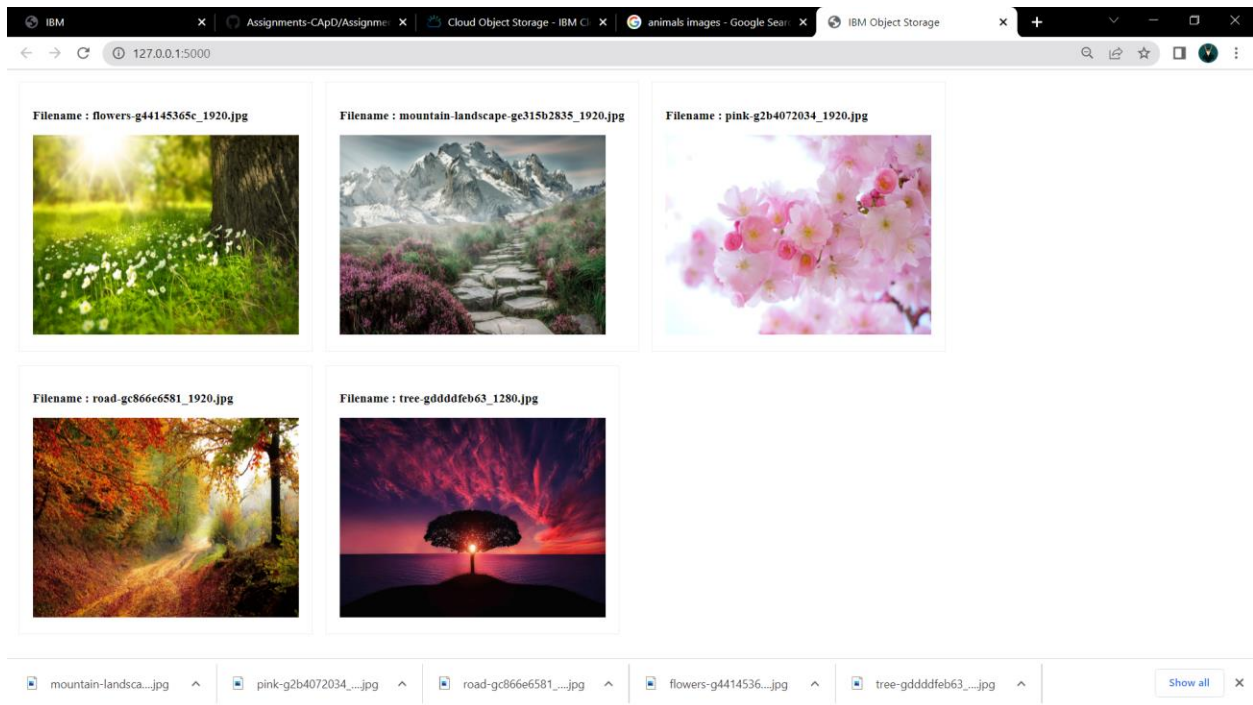 IBM Assignments-CApD/Assignmer Cloud Object Storage - IBM Cl animals images - Google Searc IBM Object Storage
127.0.0.1:5000
Filename : flowers-g44145365c_1920.jpg Filename : mountain-landscape-ge315b2835_1920.jpg Filename : pink-g2b4072034_1920.jpg
Filename : road-gc866e6581_1920.jpg Filename : tree-gddddfeb63_1280.jpg
mountain-landsca....jpg pink-g2b4072034_....jpg road-gc866e6581_....jpg flowers-g4414536....jpg tree-gddddfeb63_....jpg Show all